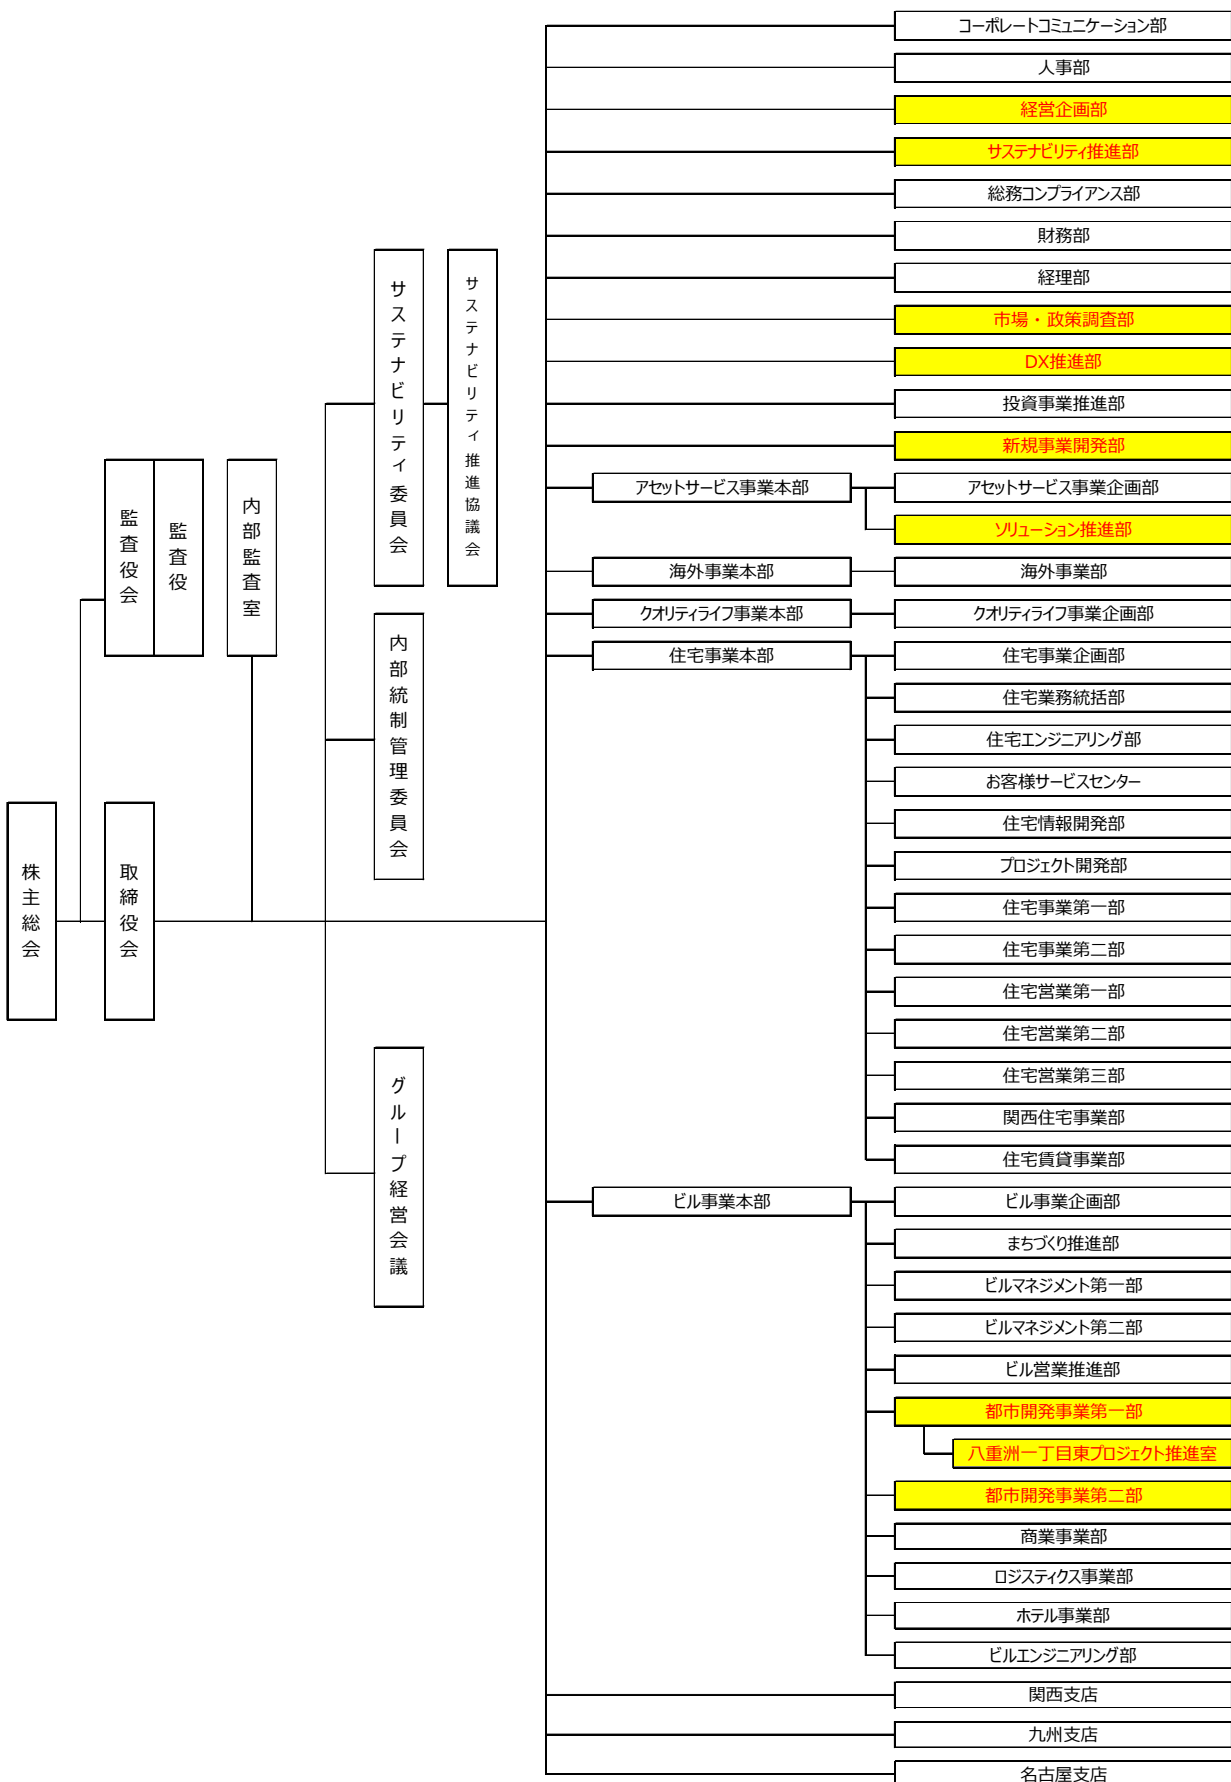 株主総会
監査役会
監査役
取締役会
内部監査室
サステナビリティ委員会
サステナビリティ推進協議会
内部統制管理委員会
グループ経営会議
コーポレートコミュニケーション部
人事部
経営企画部
サステナビリティ推進部
総務コンプライアンス部
財務部
経理部
市場・政策調査部
DX推進部
投資事業推進部
新規事業開発部
アセットサービス事業本部
アセットサービス事業企画部
ソリューション推進部
海外事業本部
海外事業部
クオリティライフ事業本部
クオリティライフ事業企画部
住宅事業本部
住宅事業企画部
住宅業務統括部
住宅エンジニアリング部
お客様サービスセンター
住宅情報開発部
プロジェクト開発部
住宅事業第一部
住宅事業第二部
住宅営業第一部
住宅営業第二部
住宅営業第三部
関西住宅事業部
住宅賃貸事業部
ビル事業本部
ビル事業企画部
まちづくり推進部
ビルマネジメント第一部
ビルマネジメント第二部
ビル営業推進部
都市開発事業第一部
八重洲一丁目東プロジェクト推進室
都市開発事業第二部
商業事業部
ロジスティクス事業部
ホテル事業部
ビルエンジニアリング部
関西支店
九州支店
名古屋支店